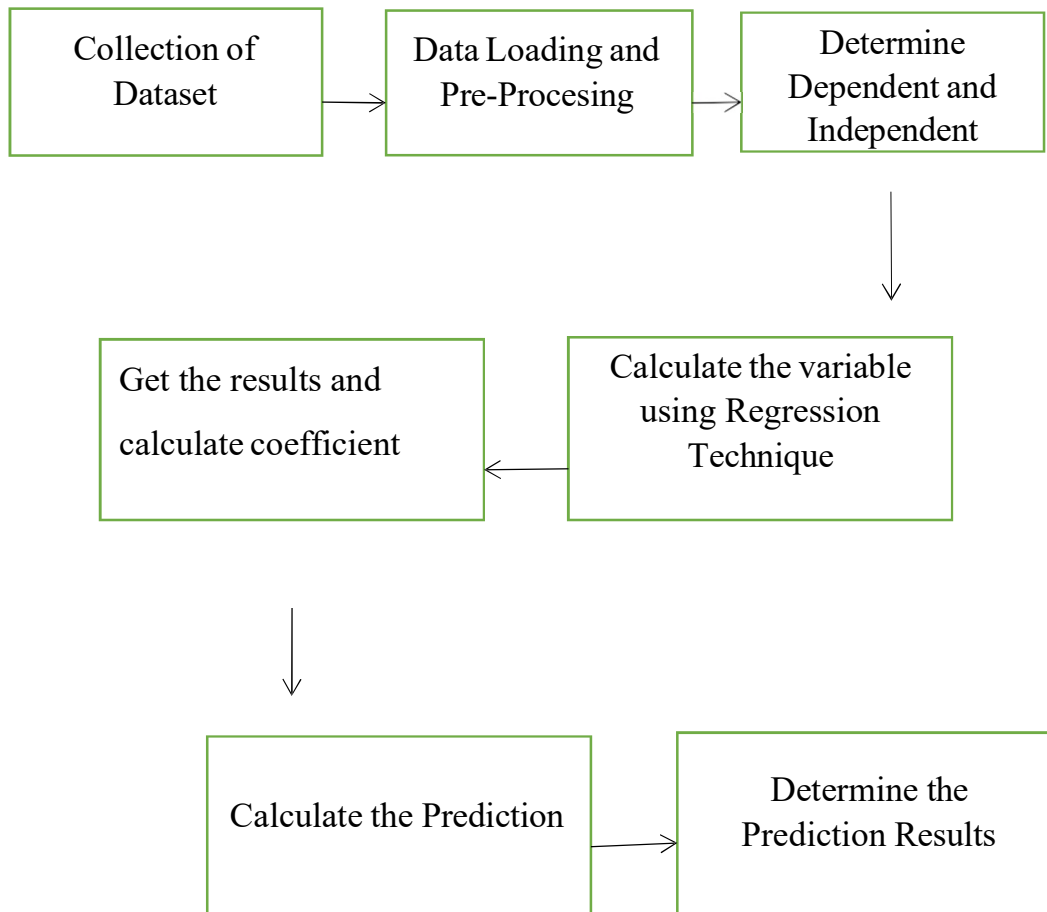 Collection of
Dataset
Data Loading and
Pre-Procesing
Determine
Dependent and
Independent
Calculate the variable
using Regression
Technique
Get the results and
calculate coefficient
Calculate the Prediction
Determine the
Prediction Results